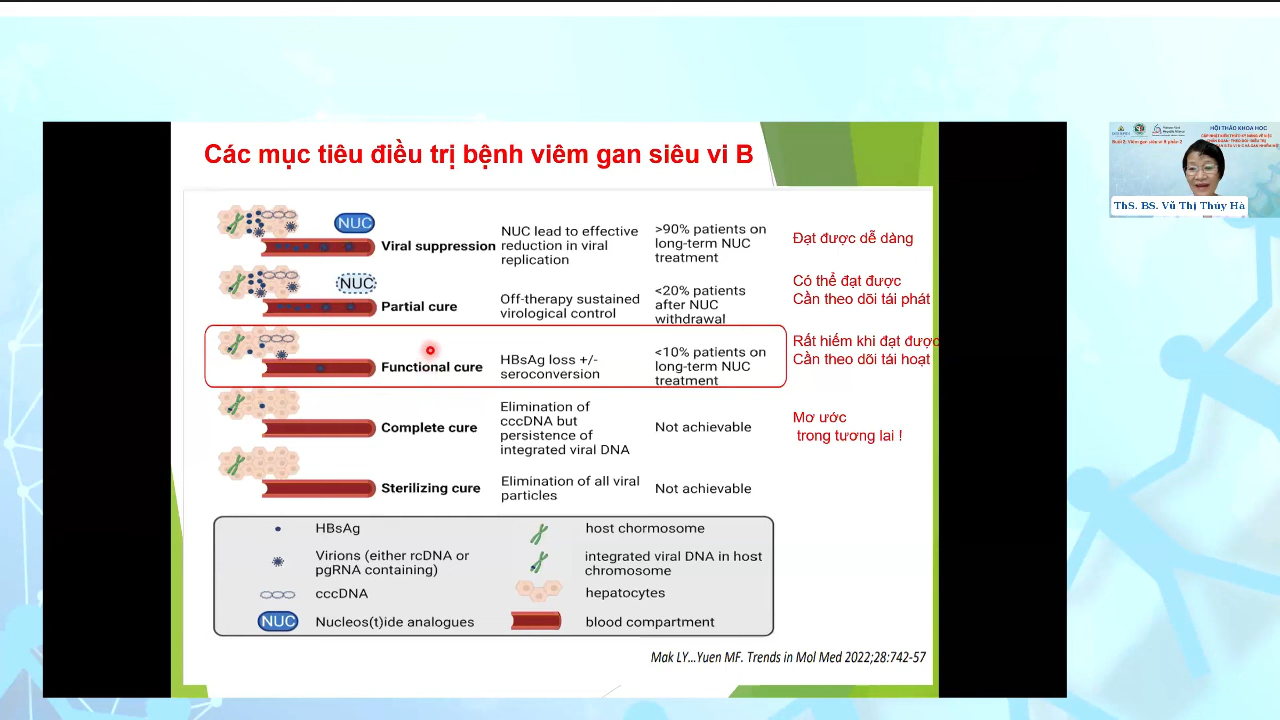 Các mục tiêu điều trị bệnh viêm gan siêu vi B
NUC
Viral suppression
NUC lead to effective
reduction in viral
replication
>90% patients on
long-term NUC
treatment
Đạt được dễ dàng
NUC
Partial cure
Off-therapy sustained
virological control
<20% patients
after NUC
withdrawal
Có thể đạt được
Cần theo dõi tái phát
Functional cure
HBsAg loss +/-
seroconversion
<10% patients on
long-term NUC
treatment
Rất hiếm khi đạt được
Cần theo dõi tái hoạt
Complete cure
Elimination of
cccDNA but
persistence of
integrated viral DNA
Not achievable
Mơ ước
trong tương lai !
Sterilizing cure
Elimination of all viral
particles
Not achievable
HBsAg
Virions (either rcDNA or
pgRNA containing)
cccDNA
NUC
Nucleos(t)ide analogues
host chormosome
integrated viral DNA in host
chromosome
hepatocytes
blood compartment
Mak LY...Yuen MF. Trends in Mol Med 2022;28:742-57
HỘI THẢO KHOA HỌC
ThS. BS. Vũ Thị Thúy Hà